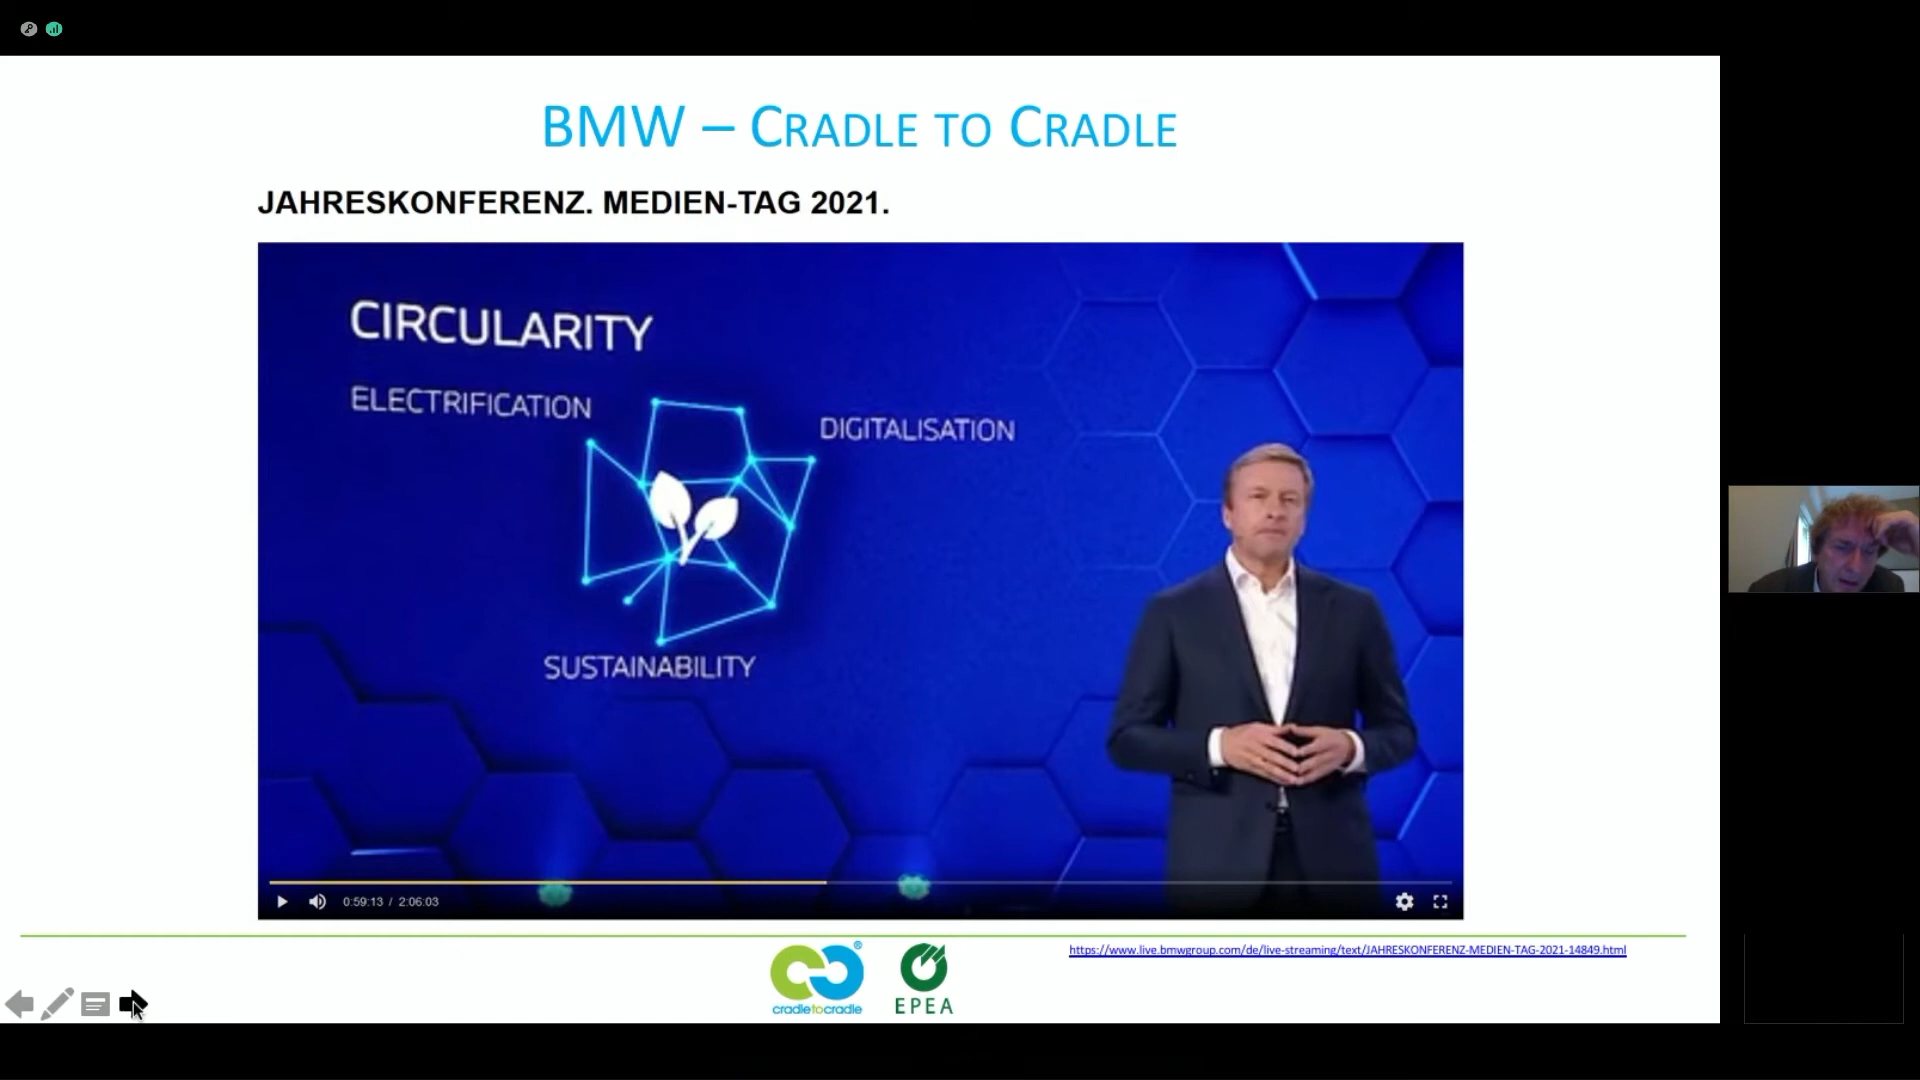 BMW – CRADLE TO CRADLE
JAHRESKONFERENZ. MEDIEN-TAG 2021.
CIRCULARITY
ELECTRIFICATION
DIGITALISATION
SUSTAINABILITY
0:59:13 / 2:06:03
https://www.live.bmwgroup.com/de/live-streaming/text/JAHRESKONFERENZ-MEDIEN-TAG-2021-14849.html
®
cradletocradle
EPEA